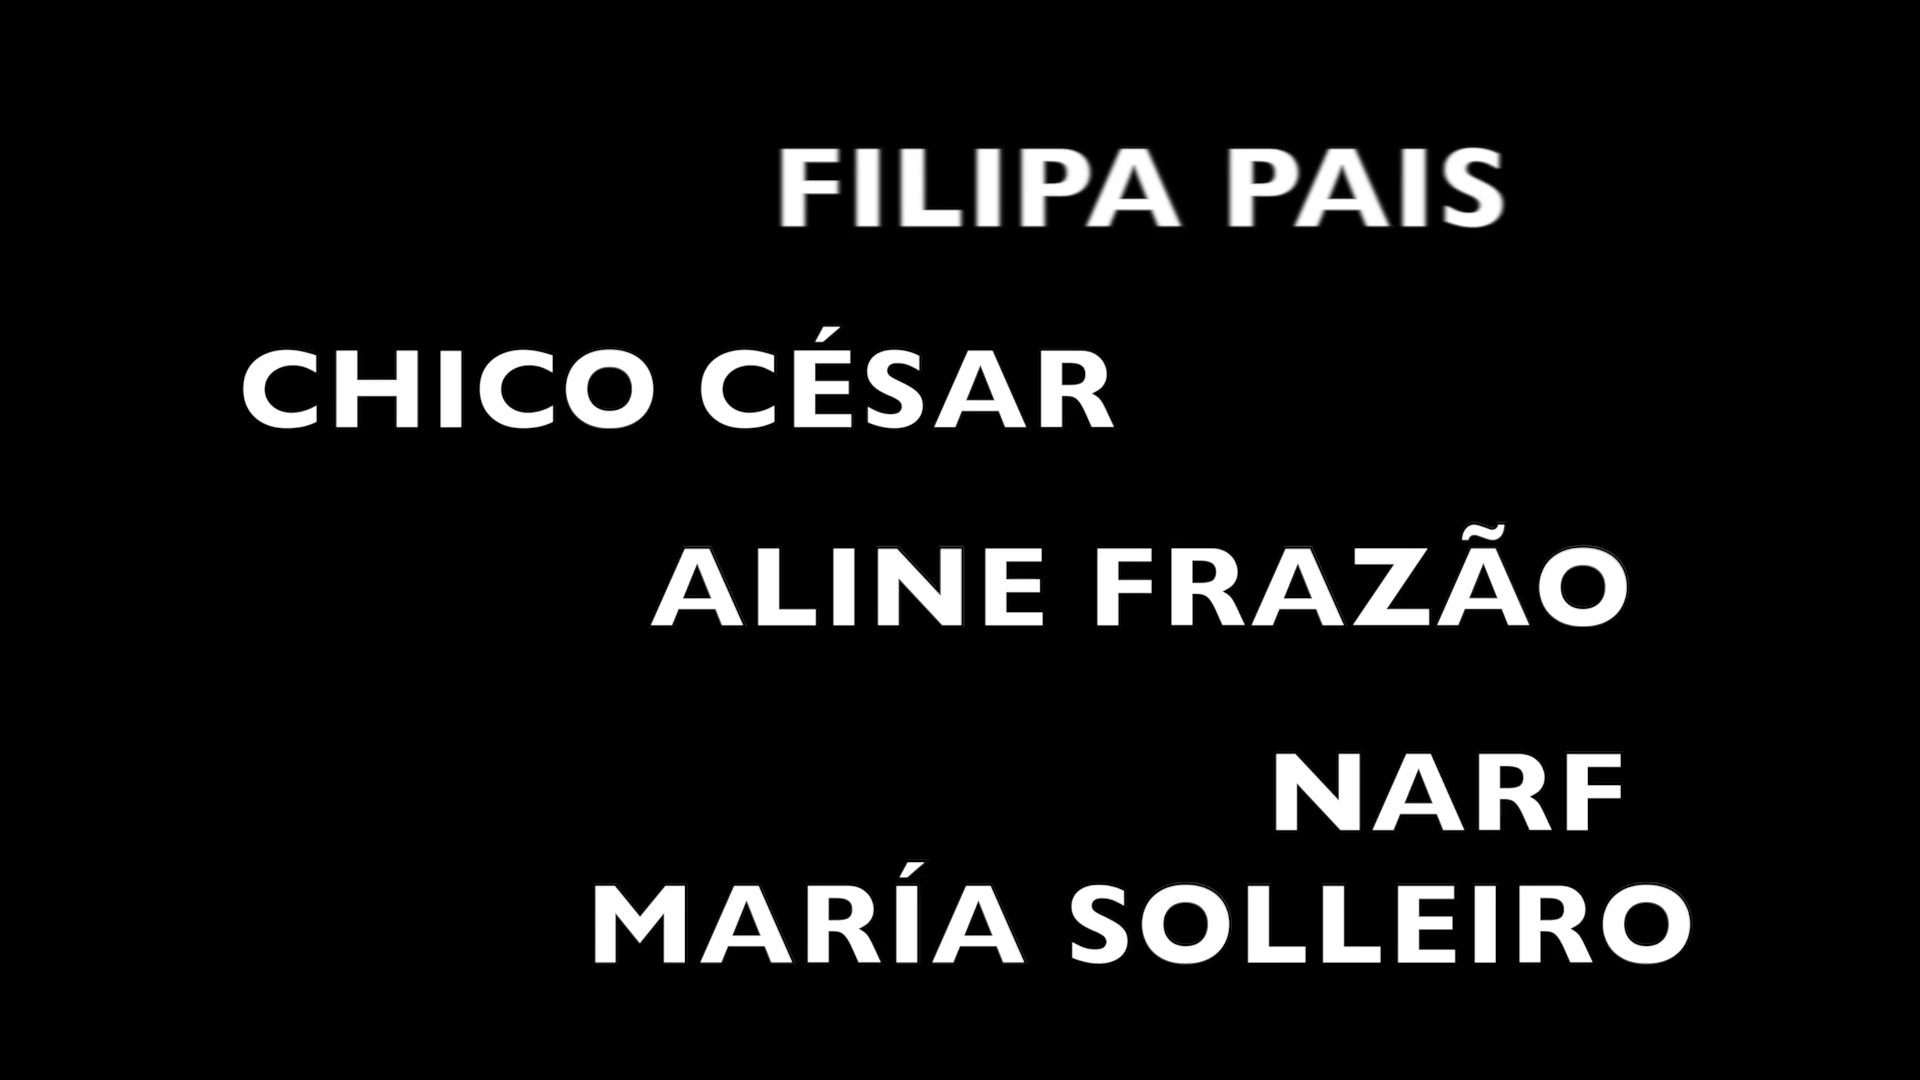 FILIPA PAIS
CHICO CÉSAR
ALINE FRAZÃO
NARF
MARÍA SOLLEIRO